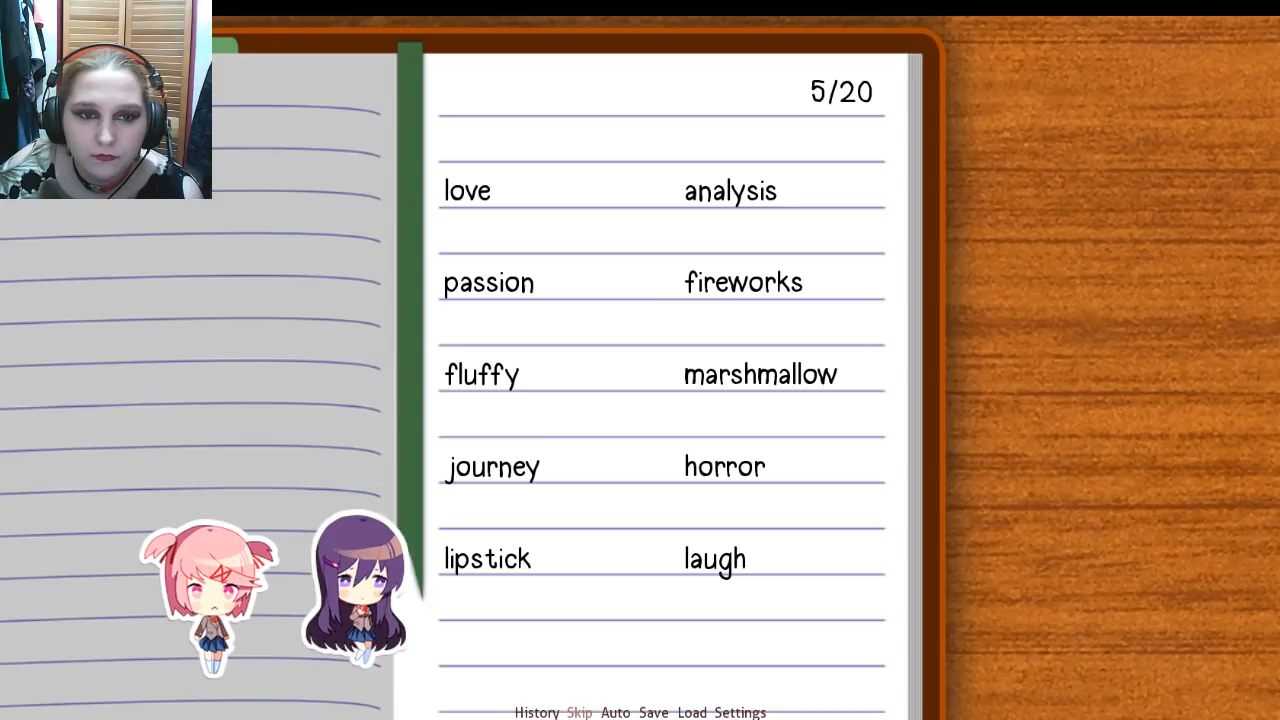 5/20
love analysis
passion fireworks
fluffy marshmallow
journey horror
lipstick laugh
History Skip Auto Save Load Settings